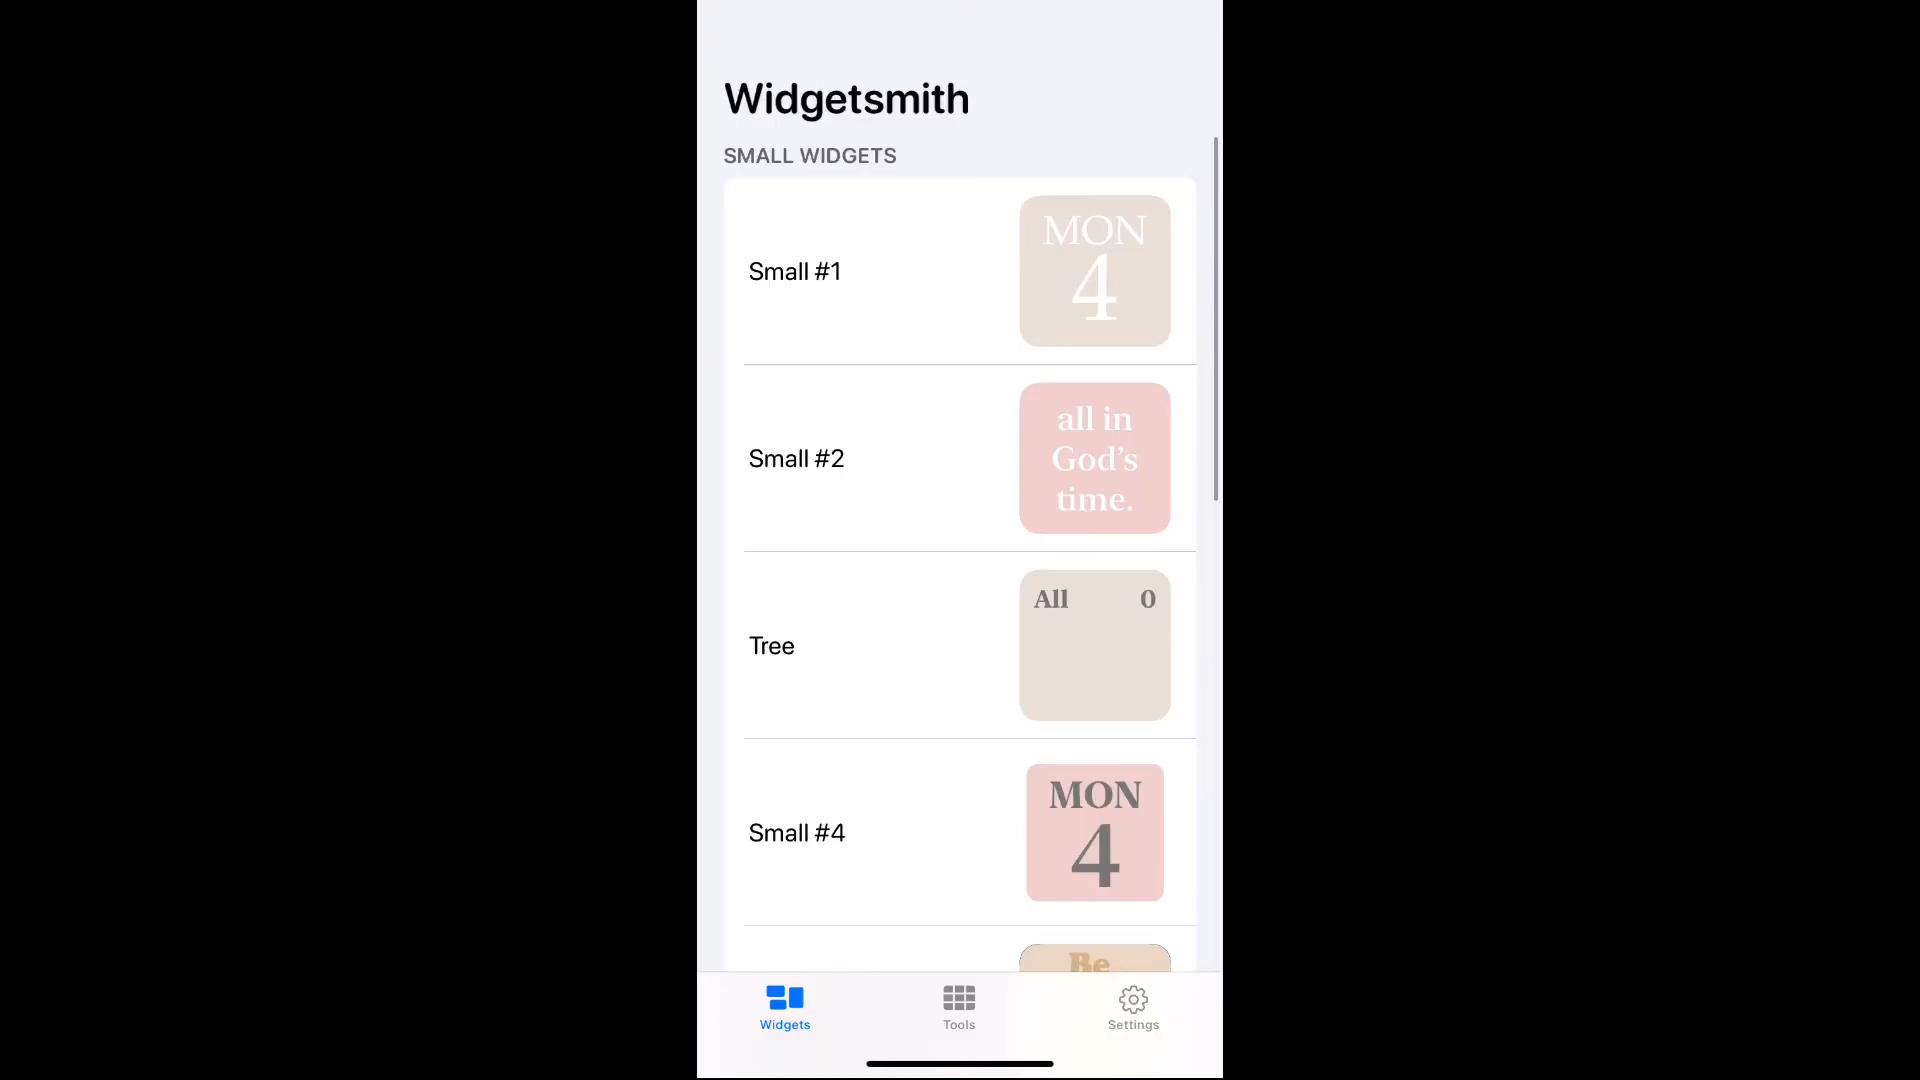 Widgetsmith
SMALL WIDGETS
Small #1
MON
4
Small #2
all in
God's
time.
Tree
All 0
Small #4
MON
4
Be
Widgets
Tools
Settings